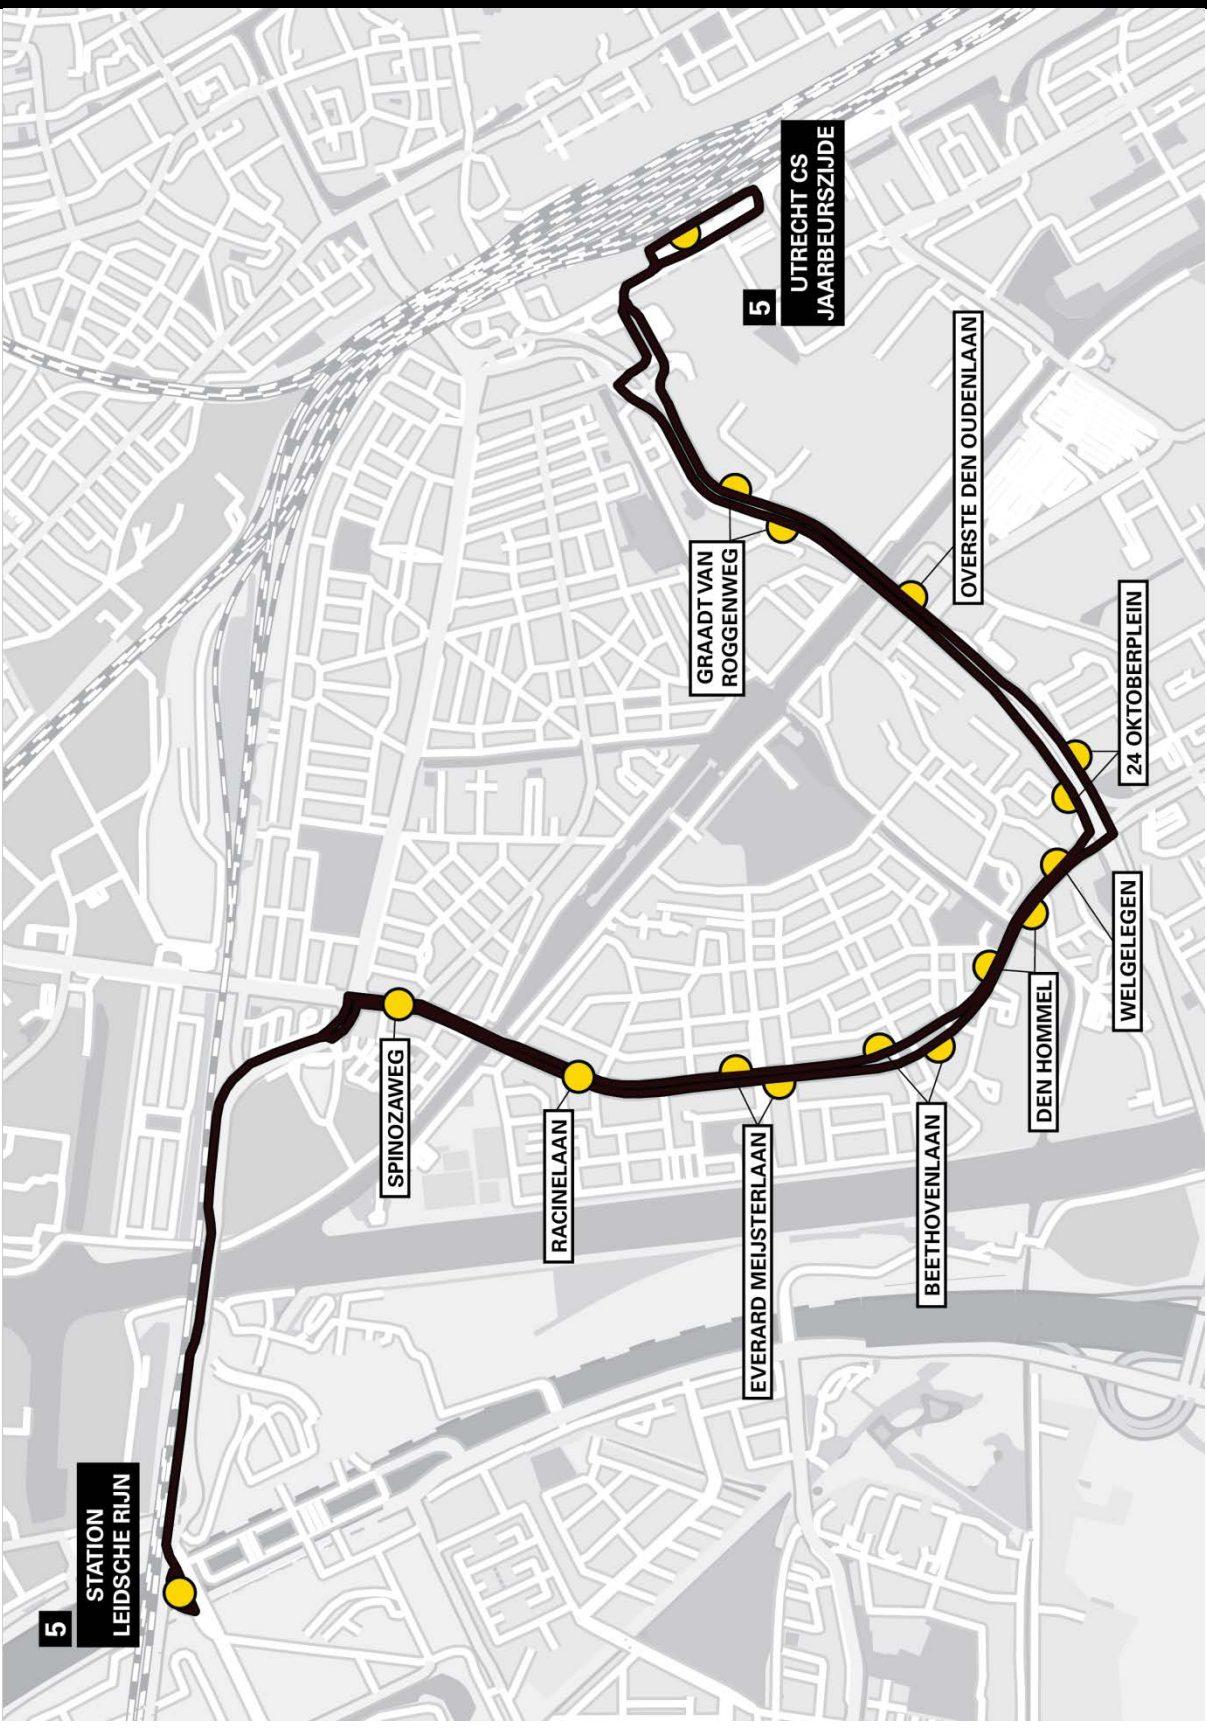 5
STATION
LEIDSCHE RIJN
SPINOZAWEG
RACINELAAN
EVERARD MEIJSTERLAAN
BEETHOVENLAAN
DEN HOMMEL
WELGELEGEN
24 OKTOBERPLEIN
OVERSTE DEN OUDENLAAN
GRAADT VAN
ROGGENWEG
5
UTRECHT CS
JAARBEURSZIJDE